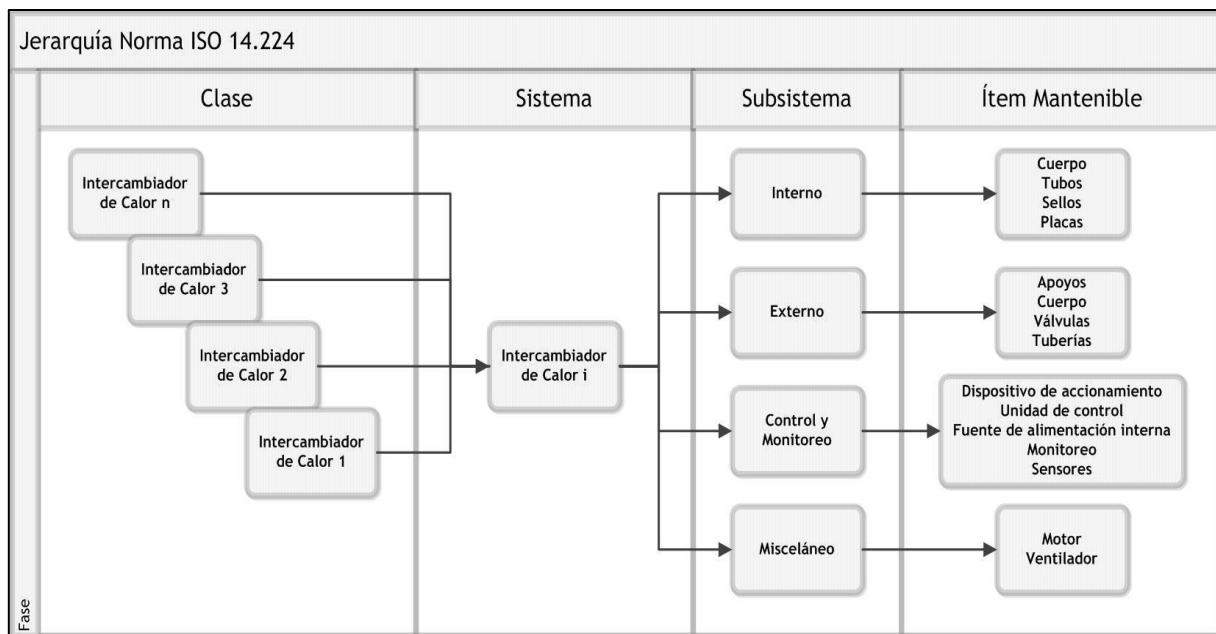 Jerarquía Norma ISO 14.224
Clase
Sistema
Subsistema
Ítem Mantenible
Fase
Intercambiador
de Calor n
Intercambiador
de Calor 3
Intercambiador
de Calor 2
Intercambiador
de Calor 1
Intercambiador
de Calor i
Interno
Cuerpo
Tubos
Sellos
Placas
Externo
Apoyos
Cuerpo
Válvulas
Tuberías
Control y
Monitoreo
Dispositivo de accionamiento
Unidad de control
Fuente de alimentación interna
Monitoreo
Sensores
Misceláneo
Motor
Ventilador